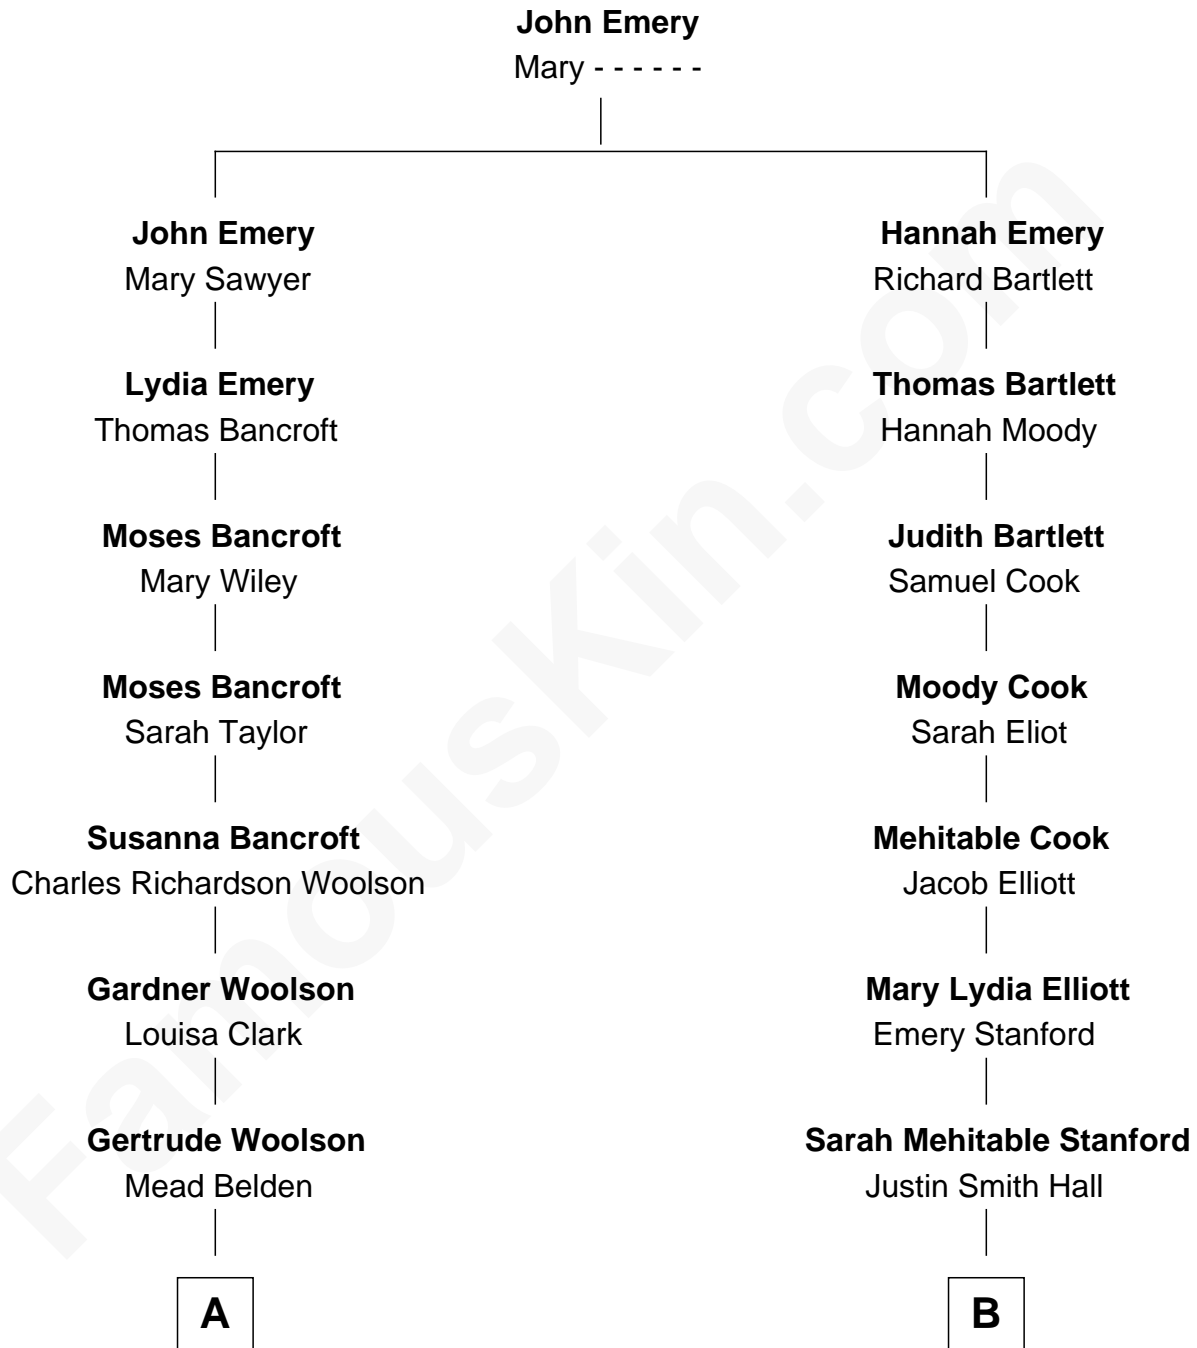 John Emery
Mary - - - - - -
John Emery
Mary Sawyer
Hannah Emery
Richard Bartlett
Lydia Emery
Thomas Bancroft
Thomas Bartlett
Hannah Moody
Moses Bancroft
Mary Wiley
Judith Bartlett
Samuel Cook
Moses Bancroft
Sarah Taylor
Moody Cook
Sarah Eliot
Susanna Bancroft
Charles Richardson Woolson
Mehitable Cook
Jacob Elliott
Gardner Woolson
Louisa Clark
Mary Lydia Elliott
Emery Stanford
Gertrude Woolson
Mead Belden
Sarah Mehitable Stanford
Justin Smith Hall
A
B
FamousKin.com